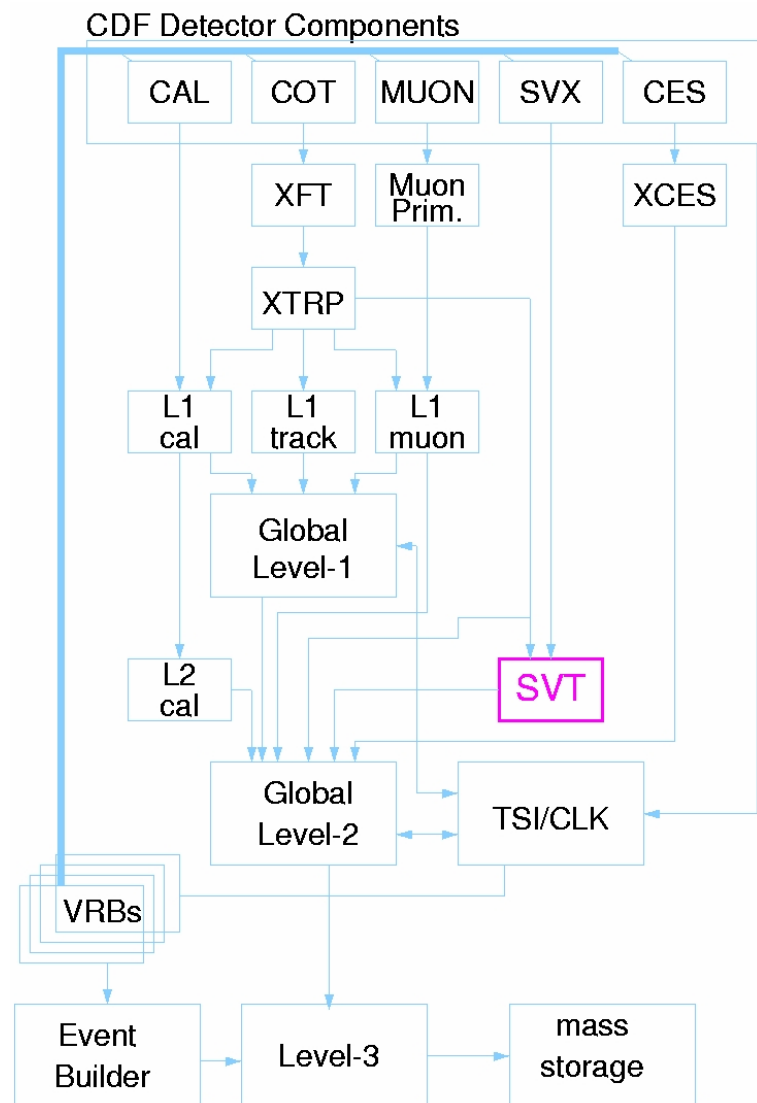 CDF Detector Components
CAL
COT
MUON
SVX
CES
XFT
Muon
Prim.
XCES
XTRP
L1
cal
L1
track
L1
muon
Global
Level-1
L2
cal
SVT
Global
Level-2
TSI/CLK
VRBs
Event
Builder
Level-3
mass
storage